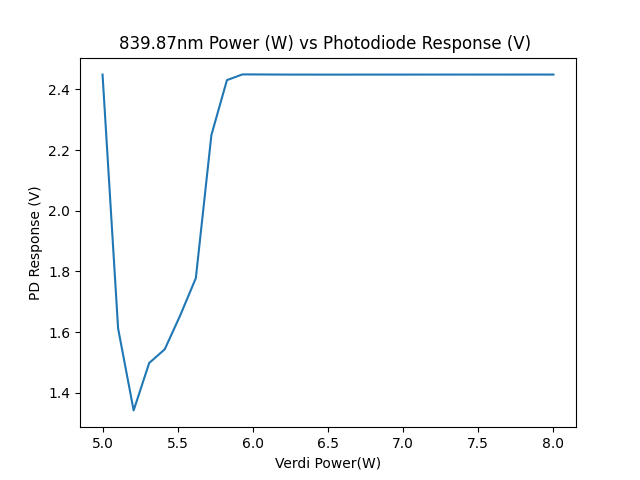 839.87nm Power (W) vs Photodiode Response (V)
2.4
2.2
2.0
1.8
1.6
1.4
PD Response (V)
5.0 5.5 6.0 6.5 7.0 7.5 8.0
Verdi Power(W)